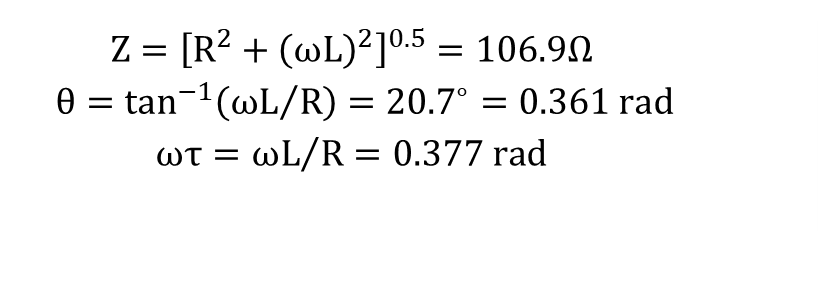 Z = [R² + (ωL)²]⁰·⁵ = 106.9Ω
θ = tan⁻¹(ωL/R) = 20.7° = 0.361 rad
ωτ = ωL/R = 0.377 rad